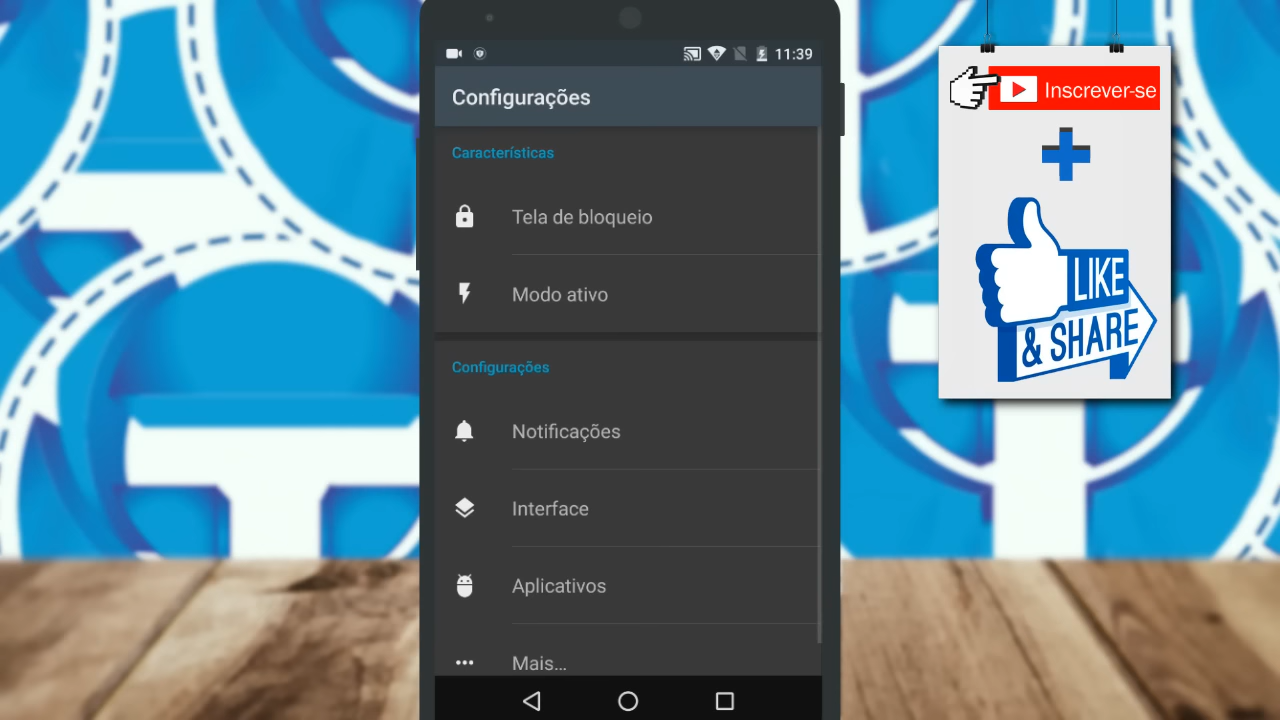 11:39
Configurações
Características
Tela de bloqueio
Modo ativo
Configurações
Notificações
Interface
Aplicativos
Mais...
Inscrever-se
LIKE
& SHARE